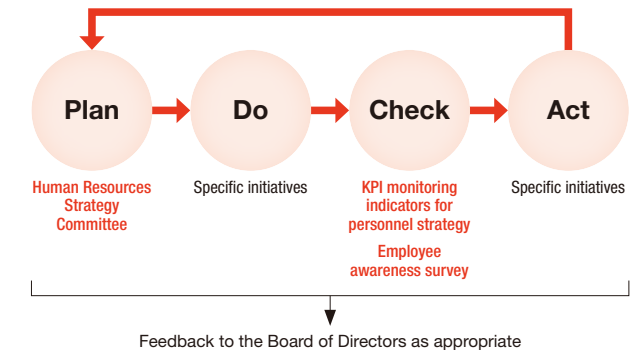 Plan
Do
Check
Act
Human Resources
Strategy
Committee
Specific initiatives
KPI monitoring
indicators for
personnel strategy
Employee
awareness survey
Specific initiatives
Feedback to the Board of Directors as appropriate